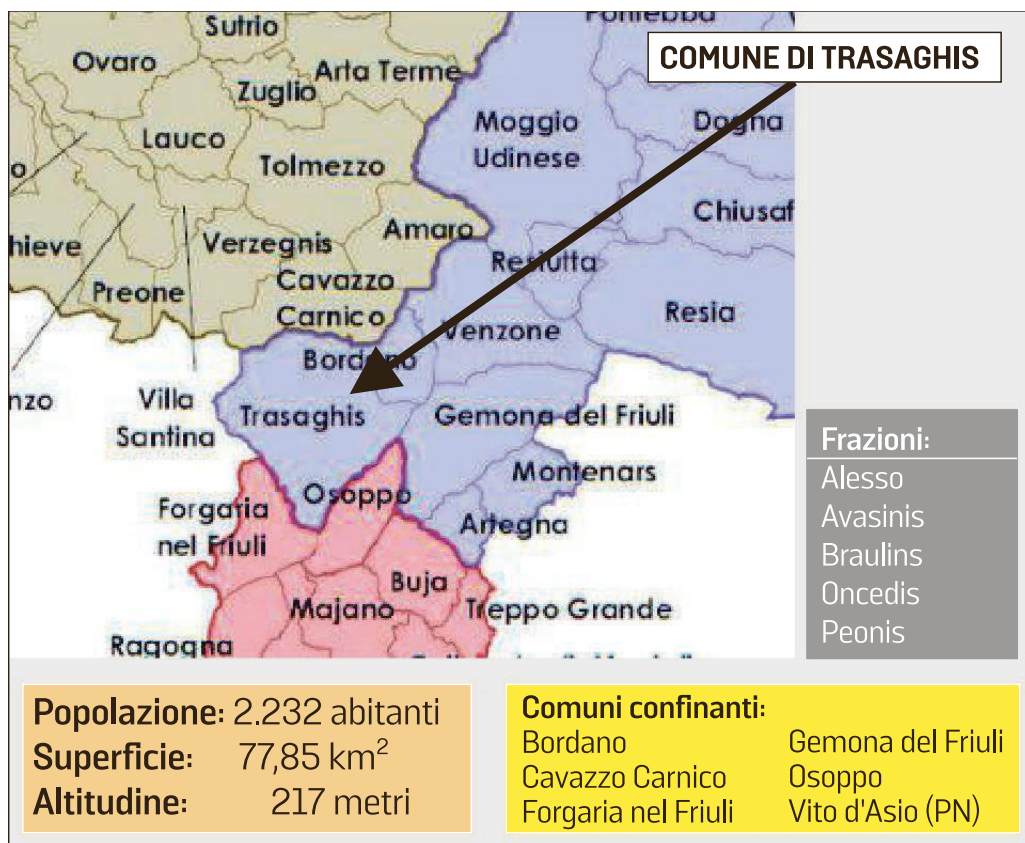 Pontebba
Sutrio
COMUNE DI TRASAGHIS
Ovaro
Arta Terme
Zuglio
Moggio
Udinese
Dogna
Lauco
Tolmezzo
Chiusaf
Amaro
Verzegnis
hieve
Resiutta
Cavazzo
Carnico
Preone
Resia
Venzone
Bordano
nzo
Villa
Santina
Trasaghis
Gemona del Friuli
Montenars
Osoppo
Forgaria
nel Friuli
Artegna
Buja
Majano
Treppo Grande
Ragogna
Frazioni:
Alesso
Avasinis
Braulins
Oncedis
Peonis
Popolazione: 2.232 abitanti
Superficie: 77,85 km²
Altitudine: 217 metri
Comuni confinanti:
Bordano
Cavazzo Carnico
Forgaria nel Friuli
Gemona del Friuli
Osoppo
Vito d'Asio (PN)